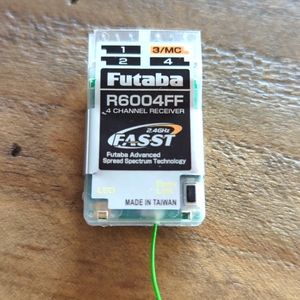 1 3/MC
2 4
Futaba
R6004FF
4 CHANNEL RECEIVER
2.4GHz
FASST
Futaba Advanced
Spread Spectrum Technology
LED
MADE IN TAIWAN